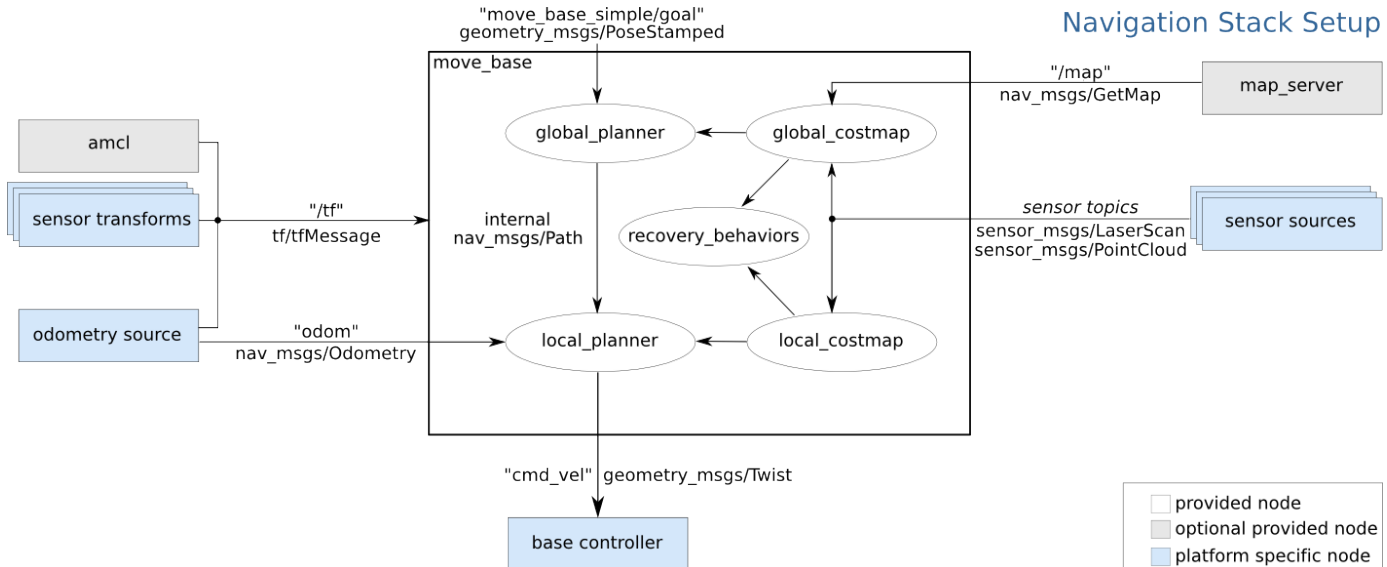 Navigation Stack Setup
"move_base_simple/goal"
geometry_msgs/PoseStamped
move_base
"/map"
nav_msgs/GetMap
map_server
amcl
global_planner
global_costmap
sensor transforms
"/tf"
tf/tfMessage
internal
nav_msgs/Path
recovery_behaviors
sensor topics
sensor_msgs/LaserScan
sensor_msgs/PointCloud
sensor sources
odometry source
"odom"
nav_msgs/Odometry
local_planner
local_costmap
"cmd_vel" geometry_msgs/Twist
base controller
provided node
optional provided node
platform specific node